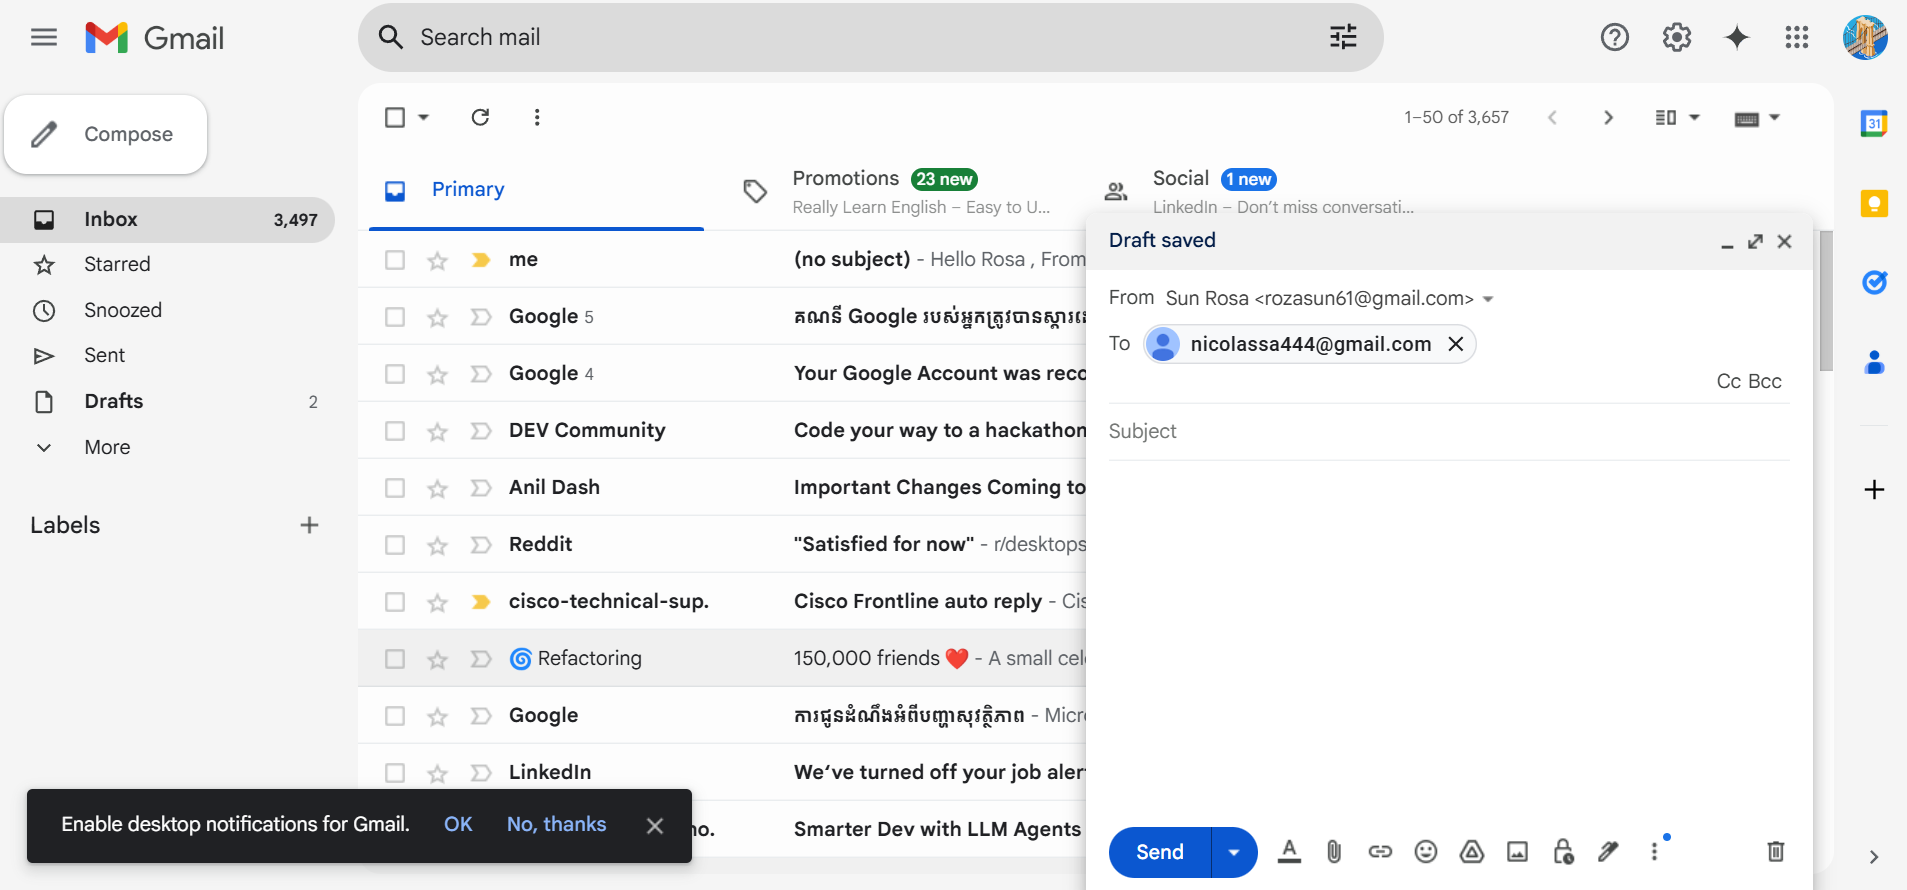 Gmail
Search mail
Compose
Inbox 3,497
Starred
Snoozed
Sent
Drafts 2
More
Labels
1–50 of 3,657
Primary
Promotions 23 new
Really Learn English – Easy to U...
Social 1 new
LinkedIn – Don't miss conversati...
me (no subject) - Hello Rosa , From
Google 5 គណនី Google របស់អ្នកត្រូវបានស្តារ
Google 4 Your Google Account was reco
DEV Community Code your way to a hackathon
Anil Dash Important Changes Coming to
Reddit "Satisfied for now" - r/desktops
cisco-technical-sup. Cisco Frontline auto reply - Cis
🌀 Refactoring 150,000 friends ❤️ - A small cele
Google ការជូនដំណឹងអំពីបញ្ហាសុវត្ថិភាព - Micro
LinkedIn We've turned off your job aler
no. Smarter Dev with LLM Agents
Draft saved
From Sun Rosa <rozasun61@gmail.com>
To nicolassa444@gmail.com
Cc Bcc
Subject
Send
Enable desktop notifications for Gmail. OK No, thanks
31